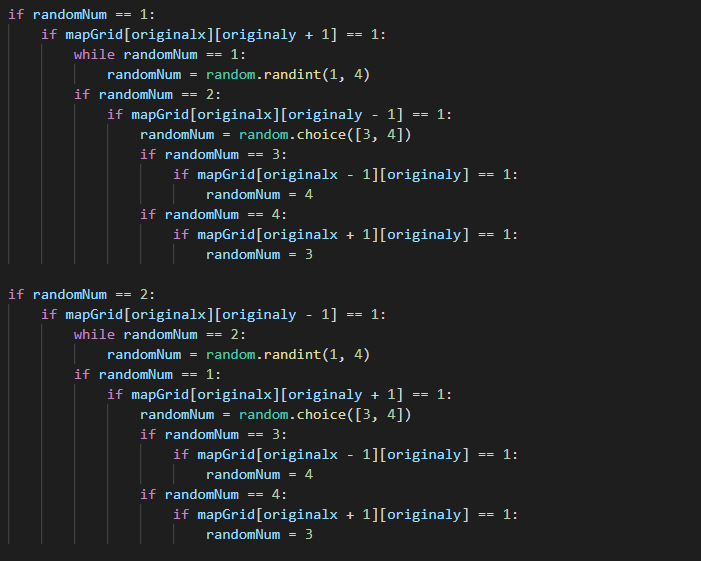 if randomNum == 1:
    if mapGrid[originalx][originaly + 1] == 1:
        while randomNum == 1:
            randomNum = random.randint(1, 4)
        if randomNum == 2:
            if mapGrid[originalx][originaly - 1] == 1:
                randomNum = random.choice([3, 4])
                if randomNum == 3:
                    if mapGrid[originalx - 1][originaly] == 1:
                        randomNum = 4
                if randomNum == 4:
                    if mapGrid[originalx + 1][originaly] == 1:
                        randomNum = 3

if randomNum == 2:
    if mapGrid[originalx][originaly - 1] == 1:
        while randomNum == 2:
            randomNum = random.randint(1, 4)
        if randomNum == 1:
            if mapGrid[originalx][originaly + 1] == 1:
                randomNum = random.choice([3, 4])
                if randomNum == 3:
                    if mapGrid[originalx - 1][originaly] == 1:
                        randomNum = 4
                if randomNum == 4:
                    if mapGrid[originalx + 1][originaly] == 1:
                        randomNum = 3